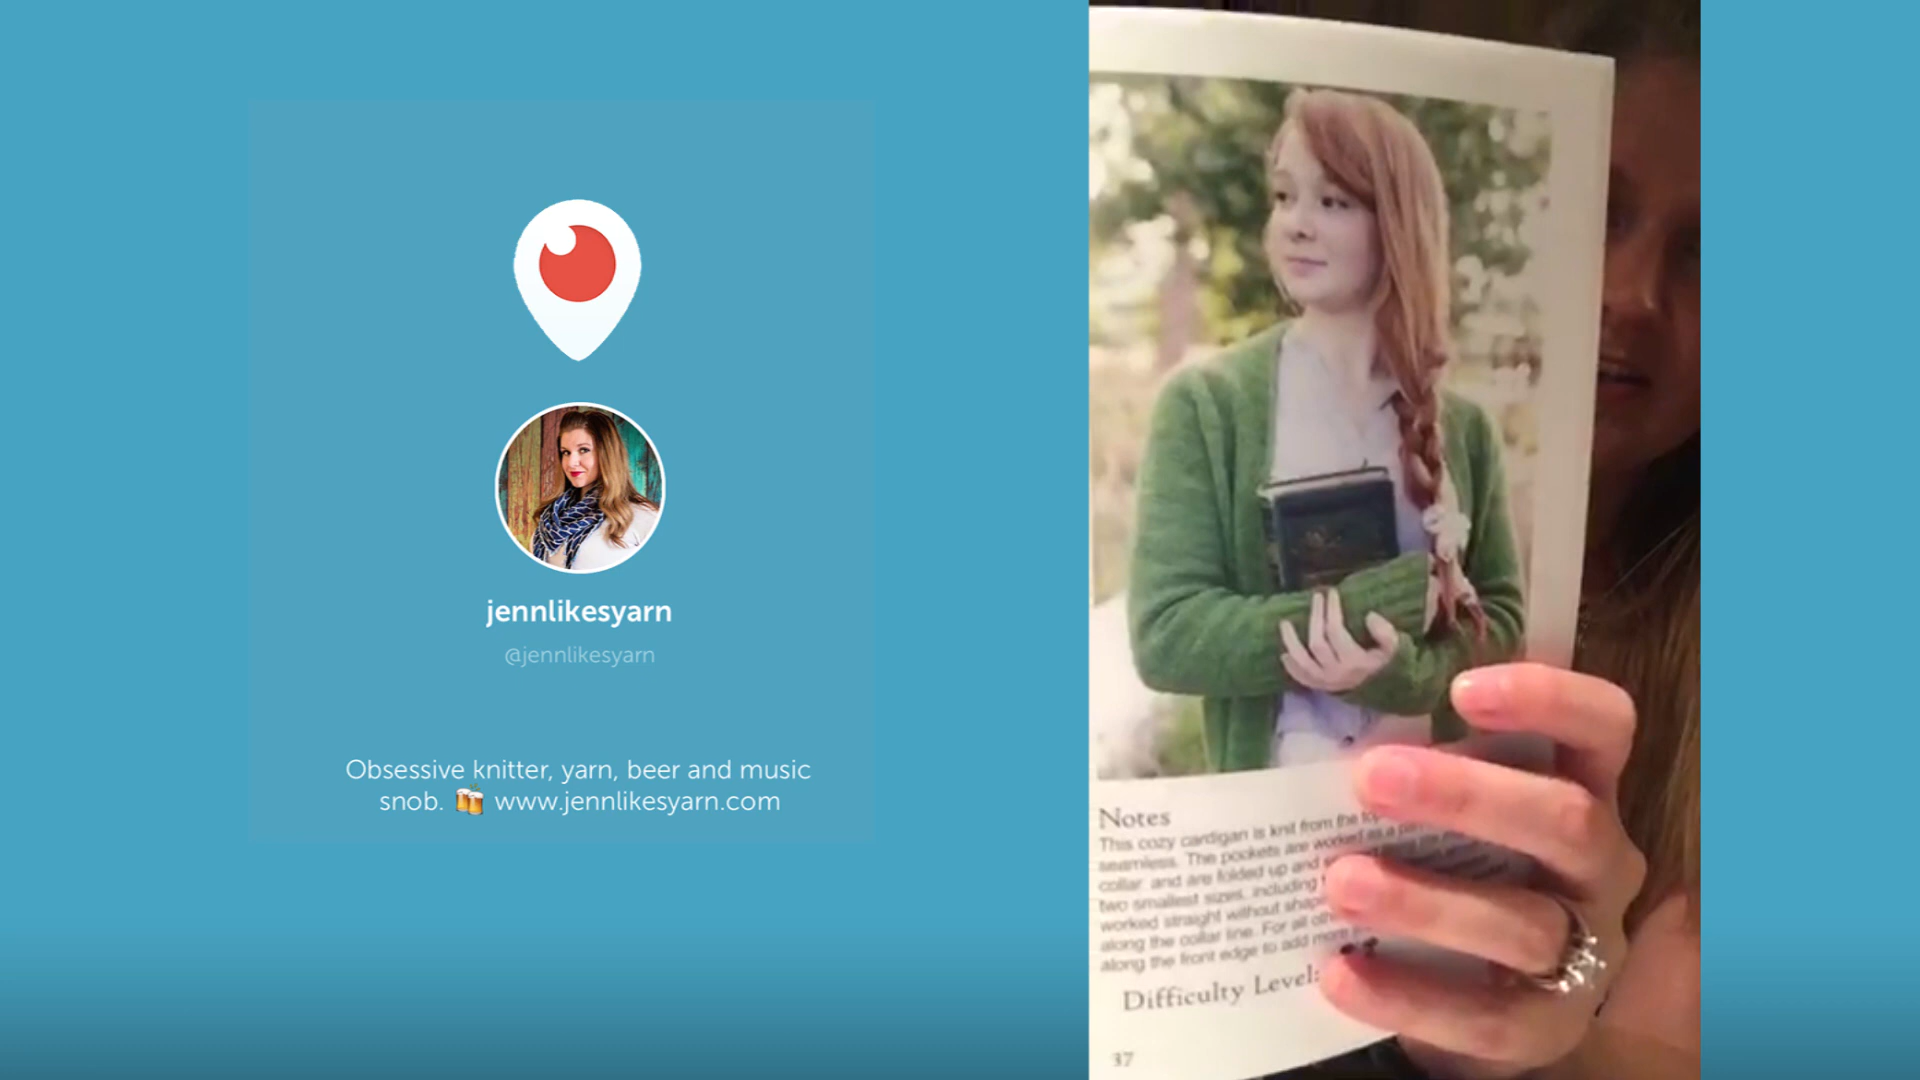 jennlikesyarn
@jennlikesyarn
Obsessive knitter, yarn, beer and music
snob. 🍻 www.jennlikesyarn.com
Notes
This cozy cardigan is knit from the top
seamless. The pockets are worked as a
collar, and are folded up and
two smallest sizes, including
worked straight without
along the collar line. For all
along the front edge to add more
Difficulty Level:
37